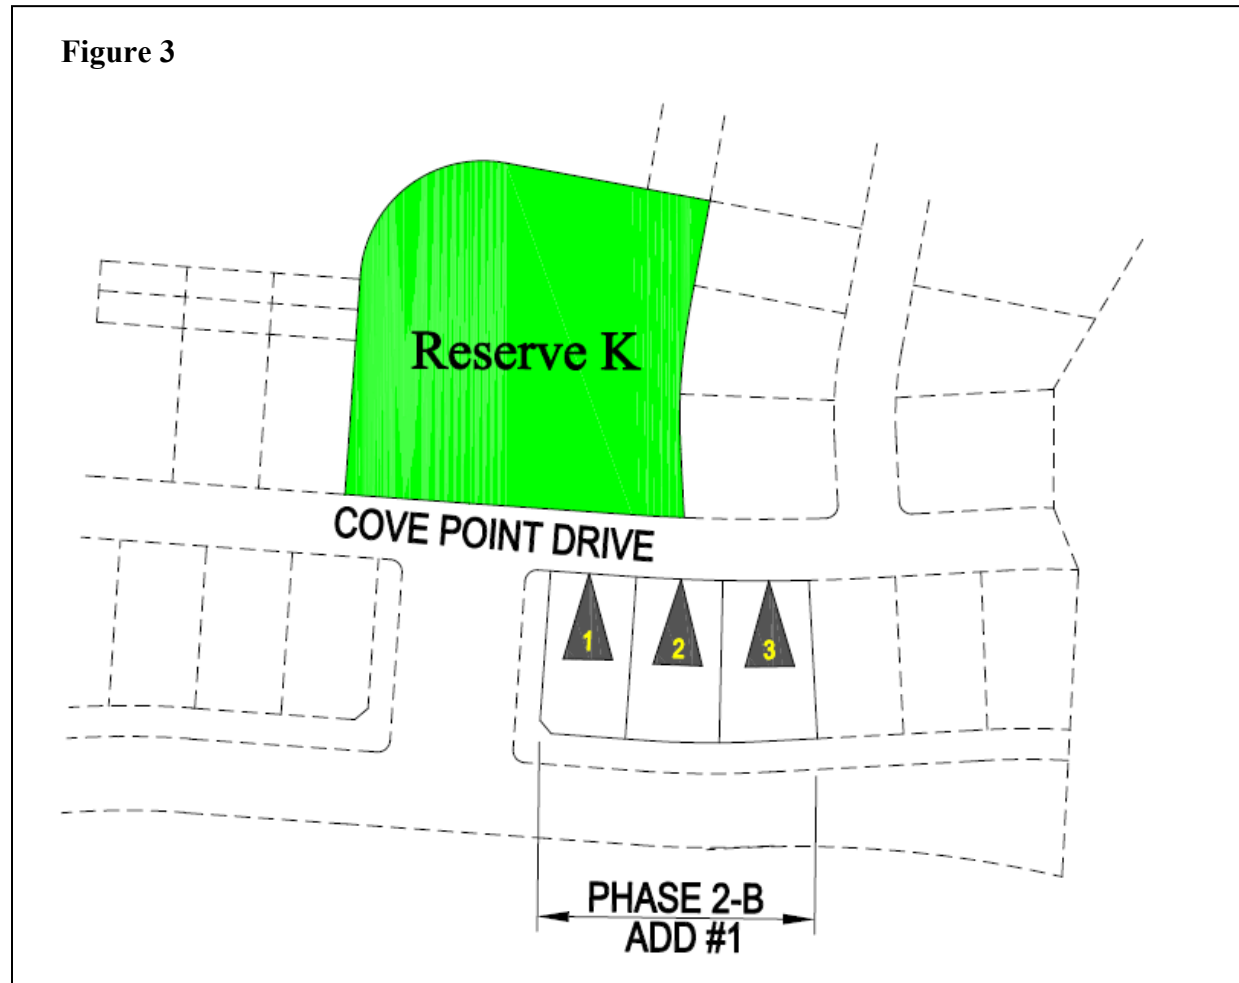 Figure 3
Reserve K
COVE POINT DRIVE
1 2 3
PHASE 2-B
ADD #1